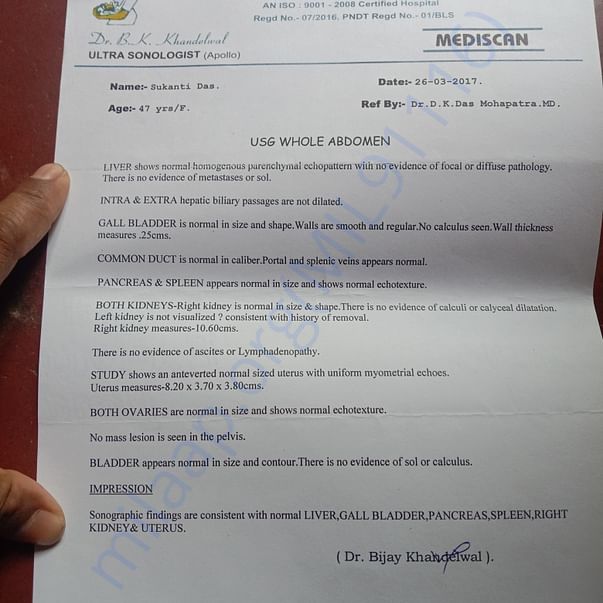 AN ISO : 9001 - 2008 Certified Hospital
Regd No.- 07/2016, PNDT Regd No.- 01/BLS
Dr. B. K. Khandelwal
ULTRA SONOLOGIST (Apollo)
MEDISCAN
Name:- Sukanti Das.
Date:- 26-03-2017.
Age:- 47 yrs/F.
Ref By:- Dr.D.K.Das Mohapatra.MD.
USG WHOLE ABDOMEN
LIVER shows normal homogenous parenchymal echopattern with no evidence of focal or diffuse pathology.
There is no evidence of metastases or sol.
INTRA & EXTRA hepatic biliary passages are not dilated.
GALL BLADDER is normal in size and shape.Walls are smooth and regular.No calculus seen.Wall thickness
measures .25cms.
COMMON DUCT is normal in caliber.Portal and splenic veins appears normal.
PANCREAS & SPLEEN appears normal in size and shows normal echotexture.
BOTH KIDNEYS-Right kidney is normal in size & shape.There is no evidence of calculi or calyceal dilatation.
Left kidney is not visualized ? consistent with history of removal.
Right kidney measures-10.60cms.
There is no evidence of ascites or Lymphadenopathy.
STUDY shows an anteverted normal sized uterus with uniform myometrial echoes.
Uterus measures-8.20 x 3.70 x 3.80cms.
BOTH OVARIES are normal in size and shows normal echotexture.
No mass lesion is seen in the pelvis.
BLADDER appears normal in size and contour.There is no evidence of sol or calculus.
IMPRESSION
Sonographic findings are consistent with normal LIVER,GALL BLADDER,PANCREAS,SPLEEN,RIGHT
KIDNEY& UTERUS.
( Dr. Bijay Khandelwal ).
milaap.org/MIL911116